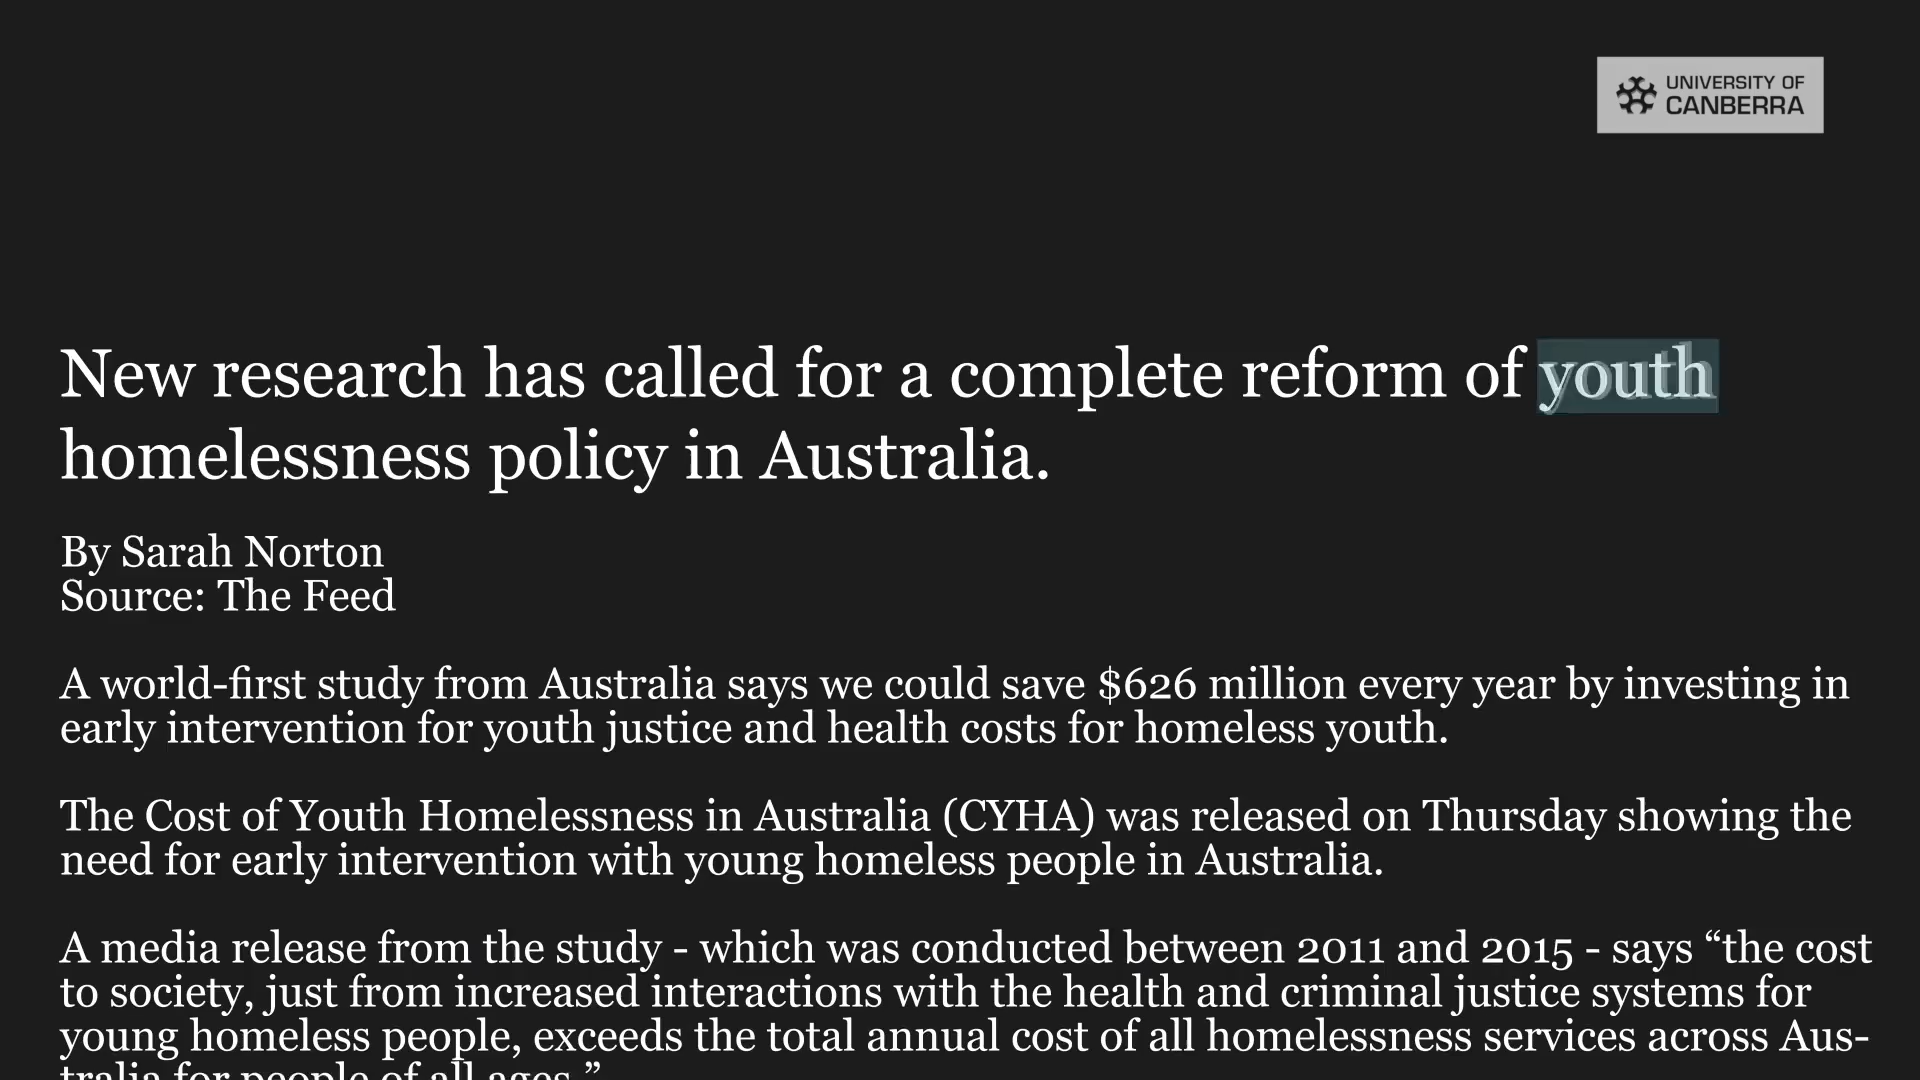 UNIVERSITY OF
CANBERRA
New research has called for a complete reform of youth
homelessness policy in Australia.
By Sarah Norton
Source: The Feed
A world-first study from Australia says we could save $626 million every year by investing in
early intervention for youth justice and health costs for homeless youth.
The Cost of Youth Homelessness in Australia (CYHA) was released on Thursday showing the
need for early intervention with young homeless people in Australia.
A media release from the study - which was conducted between 2011 and 2015 - says “the cost
to society, just from increased interactions with the health and criminal justice systems for
young homeless people, exceeds the total annual cost of all homelessness services across Aus-
tralia for people of all ages.”